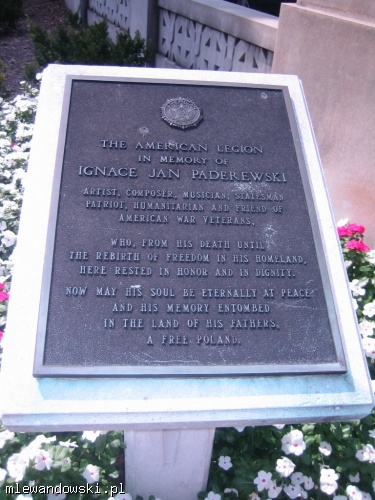 THE AMERICAN LEGION
IN MEMORY OF
IGNACE JAN PADEREWSKI
ARTIST, COMPOSER, MUSICIAN, STATESMAN
PATRIOT, HUMANITARIAN AND FRIEND OF
AMERICAN WAR VETERANS,
WHO, FROM HIS DEATH UNTIL
THE REBIRTH OF FREEDOM IN HIS HOMELAND,
HERE RESTED IN HONOR AND IN DIGNITY.
NOW MAY HIS SOUL BE ETERNALLY AT PEACE
AND HIS MEMORY ENTOMBED
IN THE LAND OF HIS FATHERS,
A FREE POLAND.
mlewandowski.pl